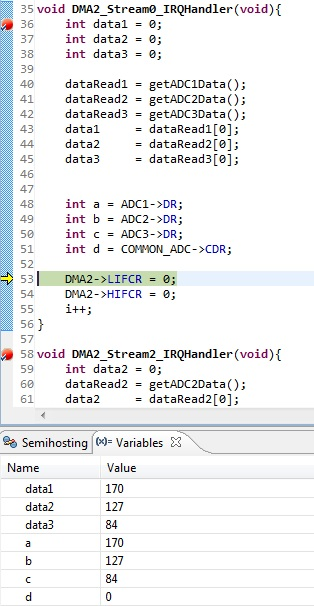 35 void DMA2_Stream0_IRQHandler(void){
36 int data1 = 0;
37 int data2 = 0;
38 int data3 = 0;
39
40 dataRead1 = getADC1Data();
41 dataRead2 = getADC2Data();
42 dataRead3 = getADC3Data();
43 data1 = dataRead1[0];
44 data2 = dataRead2[0];
45 data3 = dataRead3[0];
46
47
48 int a = ADC1->DR;
49 int b = ADC2->DR;
50 int c = ADC3->DR;
51 int d = COMMON_ADC->CDR;
52
53 DMA2->LIFCR = 0;
54 DMA2->HIFCR = 0;
55 i++;
56 }
57
58 void DMA2_Stream2_IRQHandler(void){
59 int data2 = 0;
60 dataRead2 = getADC2Data();
61 data2 = dataRead2[0];
Semihosting (x)= Variables
Name Value
data1 170
data2 127
data3 84
a 170
b 127
c 84
d 0